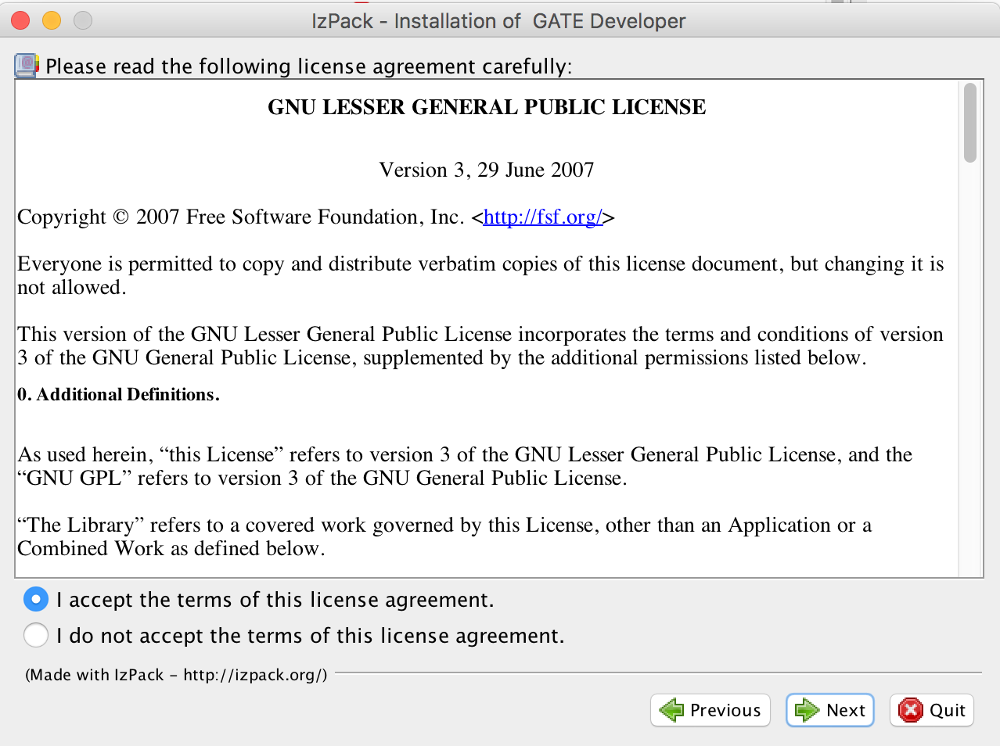 IzPack - Installation of  GATE Developer
Please read the following license agreement carefully:
GNU LESSER GENERAL PUBLIC LICENSE
Version 3, 29 June 2007
Copyright © 2007 Free Software Foundation, Inc. <http://fsf.org/>
Everyone is permitted to copy and distribute verbatim copies of this license document, but changing it is
not allowed.
This version of the GNU Lesser General Public License incorporates the terms and conditions of version
3 of the GNU General Public License, supplemented by the additional permissions listed below.
0. Additional Definitions.
As used herein, “this License” refers to version 3 of the GNU Lesser General Public License, and the
“GNU GPL” refers to version 3 of the GNU General Public License.
“The Library” refers to a covered work governed by this License, other than an Application or a
Combined Work as defined below.
I accept the terms of this license agreement.
I do not accept the terms of this license agreement.
(Made with IzPack - http://izpack.org/)
Previous
Next
Quit